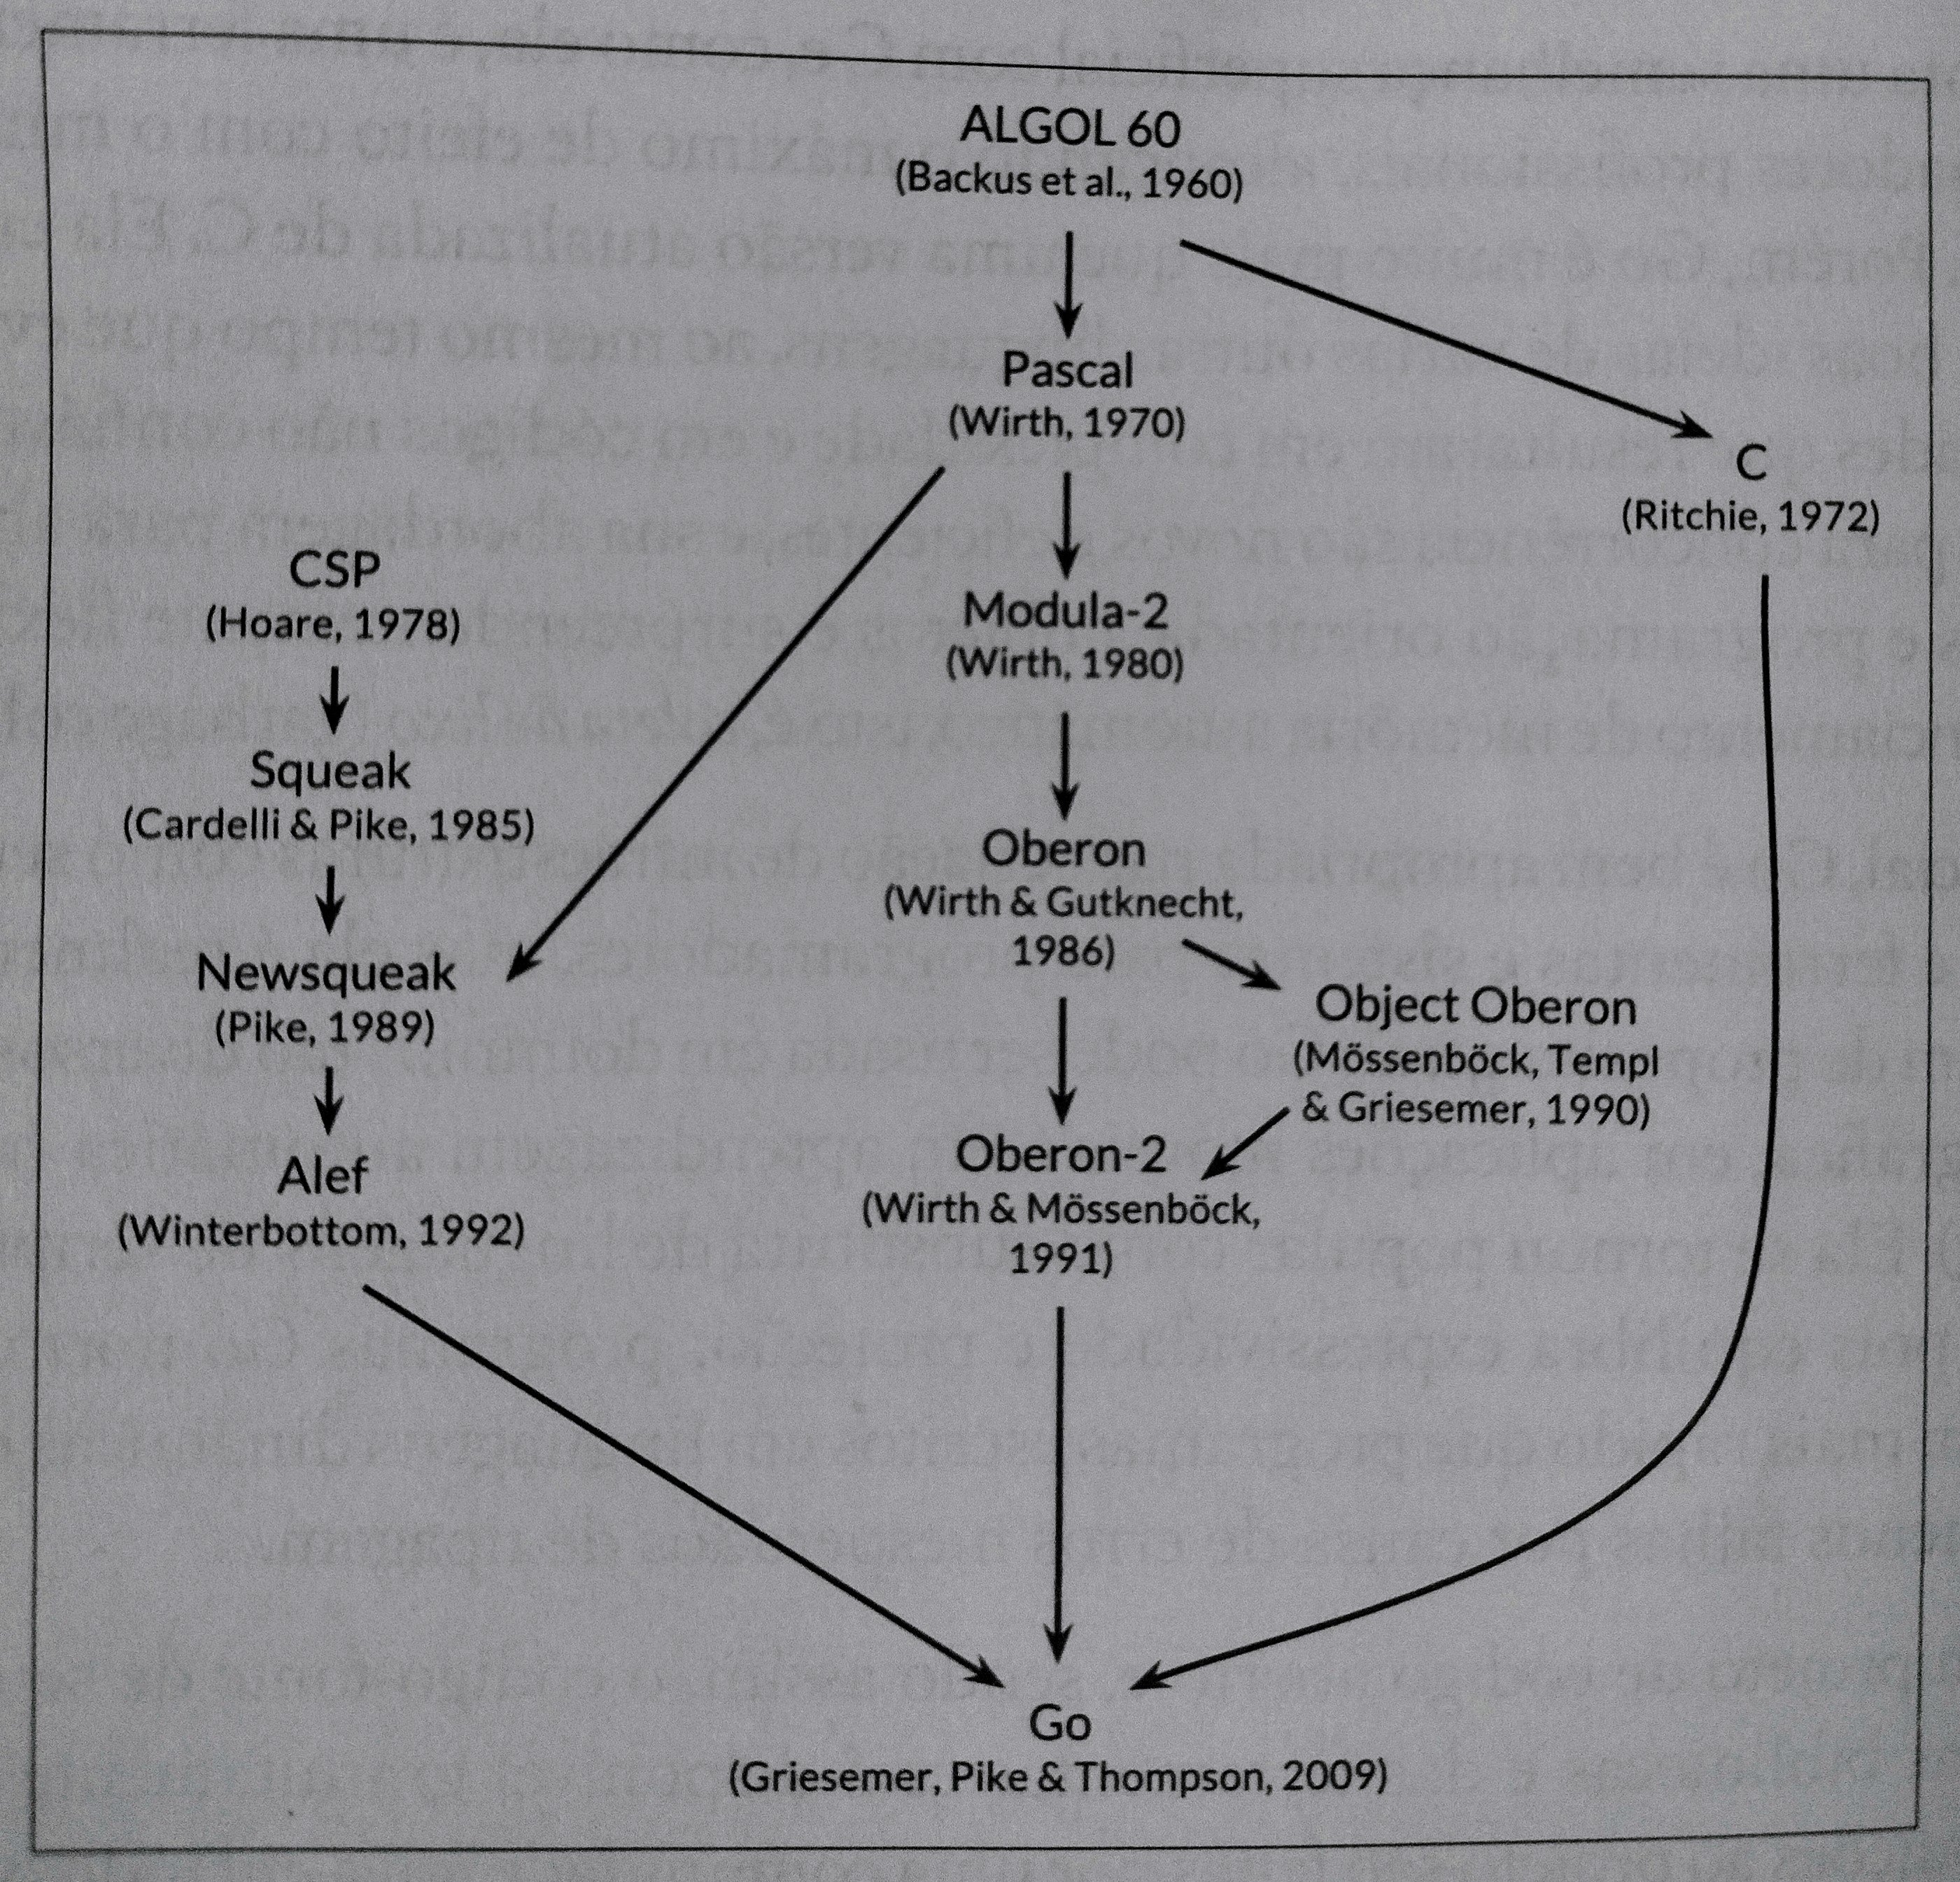 ALGOL 60
(Backus et al., 1960)
Pascal
(Wirth, 1970)
C
(Ritchie, 1972)
CSP
(Hoare, 1978)
Modula-2
(Wirth, 1980)
Squeak
(Cardelli & Pike, 1985)
Oberon
(Wirth & Gutknecht,
1986)
Newsqueak
(Pike, 1989)
Object Oberon
(Mössenböck, Templ
& Griesemer, 1990)
Alef
(Winterbottom, 1992)
Oberon-2
(Wirth & Mössenböck,
1991)
Go
(Griesemer, Pike & Thompson, 2009)